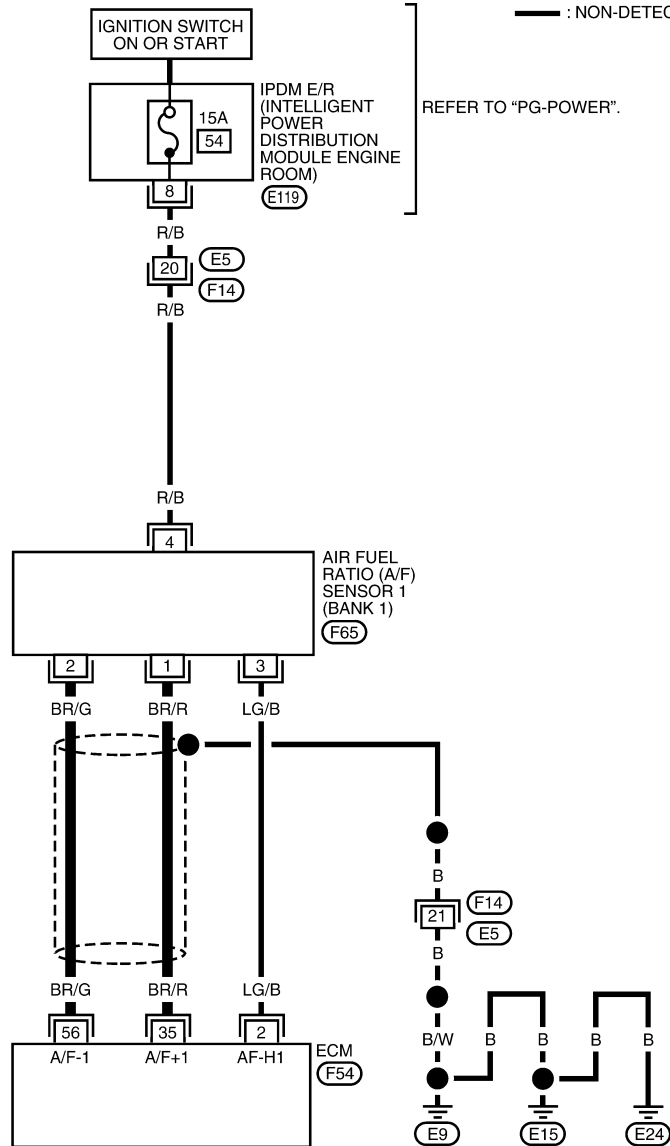 IGNITION SWITCH
ON OR START
: NON-DETEC
IPDM E/R
(INTELLIGENT
POWER
DISTRIBUTION
MODULE ENGINE
ROOM)
15A
54
REFER TO “PG-POWER”.
8
E119
R/B
20
E5
F14
R/B
R/B
4
AIR FUEL
RATIO (A/F)
SENSOR 1
(BANK 1)
F65
2 1 3
BR/G BR/R LG/B
B
21
F14
E5
B
BR/G BR/R LG/B
56 35 2
A/F-1 A/F+1 AF-H1
ECM
F54
B/W B B B B
E9 E15 E24